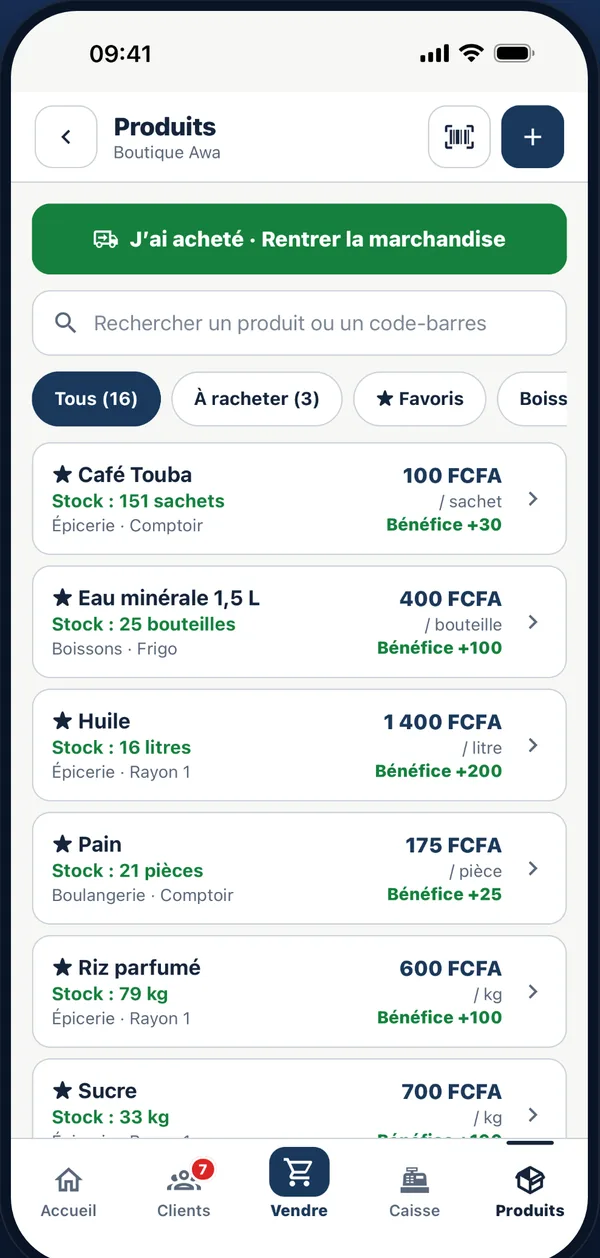 09:41
Produits
Boutique Awa
J’ai acheté · Rentrer la marchandise
Rechercher un produit ou un code-barres
Tous (16)
À racheter (3)
★ Favoris
Boiss
★ Café Touba
100 FCFA
Stock : 151 sachets
/ sachet
Épicerie · Comptoir
Bénéfice +30
★ Eau minérale 1,5 L
400 FCFA
Stock : 25 bouteilles
/ bouteille
Boissons · Frigo
Bénéfice +100
★ Huile
1 400 FCFA
Stock : 16 litres
/ litre
Épicerie · Rayon 1
Bénéfice +200
★ Pain
175 FCFA
Stock : 21 pièces
/ pièce
Boulangerie · Comptoir
Bénéfice +25
★ Riz parfumé
600 FCFA
Stock : 79 kg
/ kg
Épicerie · Rayon 1
Bénéfice +100
★ Sucre
700 FCFA
Stock : 33 kg
/ kg
7
Accueil
Clients
Vendre
Caisse
Produits